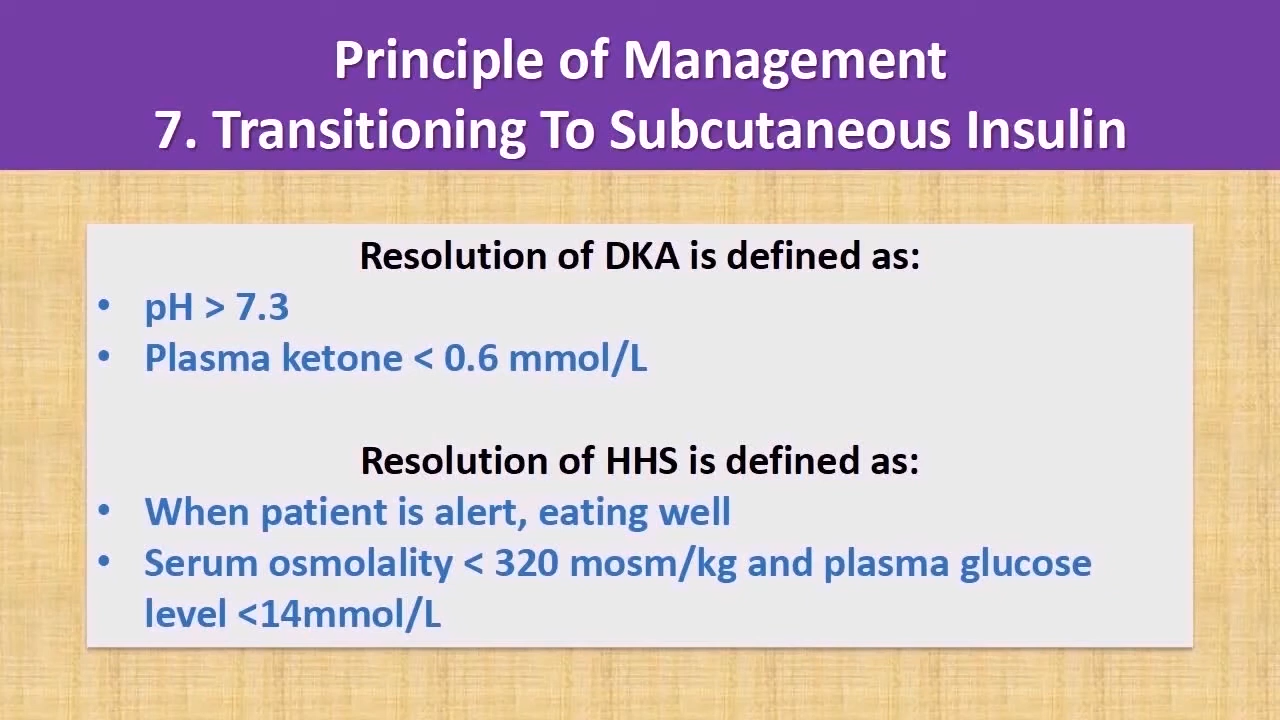 Principle of Management
7. Transitioning To Subcutaneous Insulin
Resolution of DKA is defined as:
• pH > 7.3
• Plasma ketone < 0.6 mmol/L
Resolution of HHS is defined as:
• When patient is alert, eating well
• Serum osmolality < 320 mosm/kg and plasma glucose
level <14mmol/L